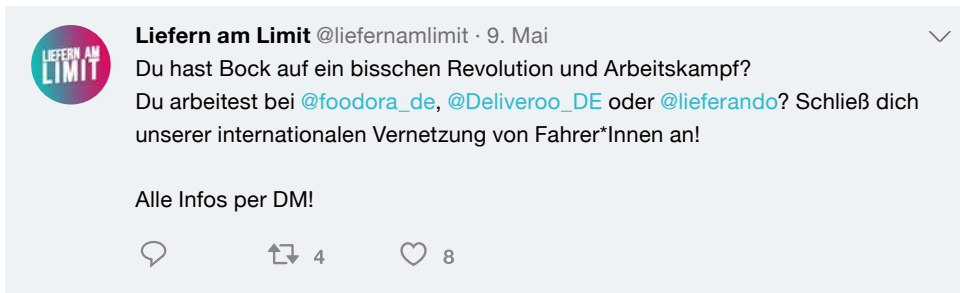 LIEFERN AM
LIMIT
Liefern am Limit @liefernamlimit · 9. Mai
Du hast Bock auf ein bisschen Revolution und Arbeitskampf?
Du arbeitest bei @foodora_de, @Deliveroo_DE oder @lieferando? Schließ dich
unserer internationalen Vernetzung von Fahrer*Innen an!
Alle Infos per DM!
4 8